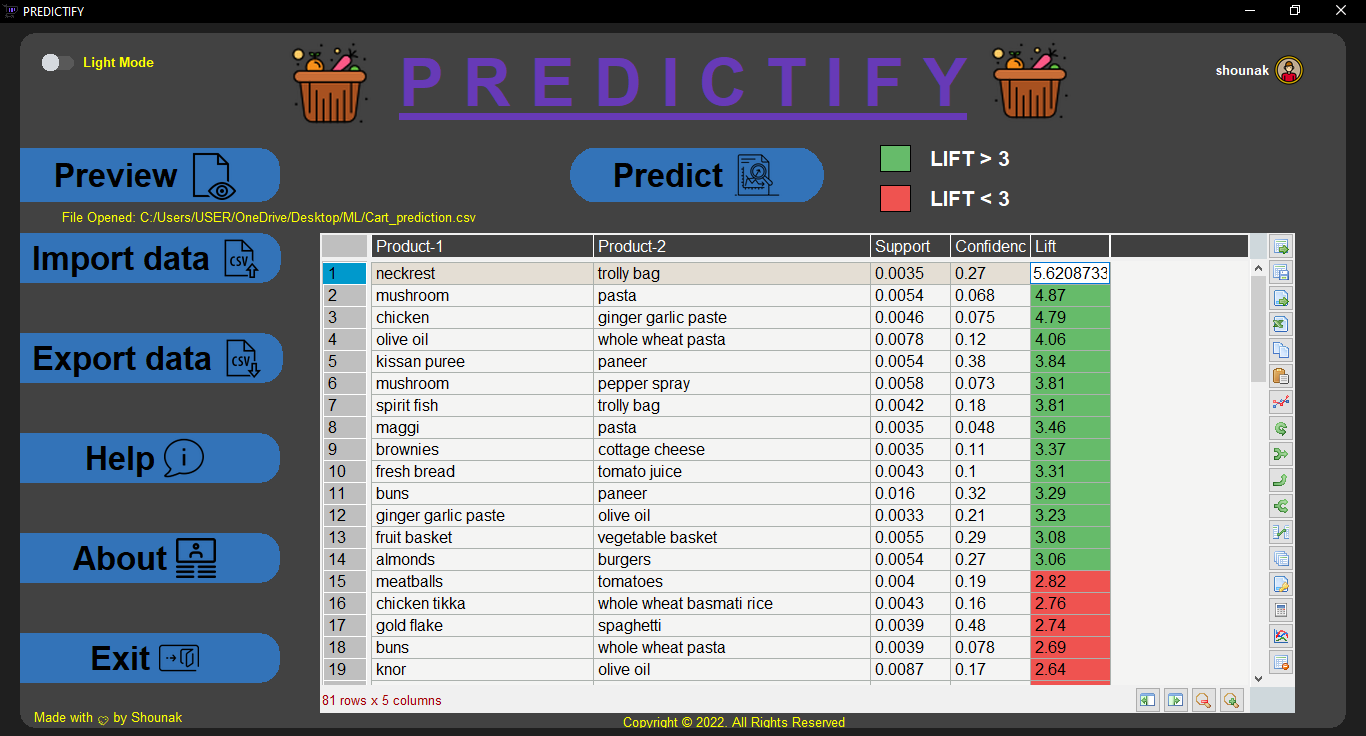 PREDICTIFY
Light Mode
P R E D I C T I F Y
shounak
Preview
Predict
LIFT > 3
LIFT < 3
File Opened: C:/Users/USER/OneDrive/Desktop/ML/Cart_prediction.csv
Import data CSV
Export data CSV
Help i
About
Exit
Product-1 Product-2 Support Confidenc Lift
1 neckrest trolly bag 0.0035 0.27 5.6208733
2 mushroom pasta 0.0054 0.068 4.87
3 chicken ginger garlic paste 0.0046 0.075 4.79
4 olive oil whole wheat pasta 0.0078 0.12 4.06
5 kissan puree paneer 0.0054 0.38 3.84
6 mushroom pepper spray 0.0058 0.073 3.81
7 spirit fish trolly bag 0.0042 0.18 3.81
8 maggi pasta 0.0035 0.048 3.46
9 brownies cottage cheese 0.0035 0.11 3.37
10 fresh bread tomato juice 0.0043 0.1 3.31
11 buns paneer 0.016 0.32 3.29
12 ginger garlic paste olive oil 0.0033 0.21 3.23
13 fruit basket vegetable basket 0.0055 0.29 3.08
14 almonds burgers 0.0054 0.27 3.06
15 meatballs tomatoes 0.004 0.19 2.82
16 chicken tikka whole wheat basmati rice 0.0043 0.16 2.76
17 gold flake spaghetti 0.0039 0.48 2.74
18 buns whole wheat pasta 0.0039 0.078 2.69
19 knor olive oil 0.0087 0.17 2.64
81 rows x 5 columns
Made with by Shounak
Copyright © 2022. All Rights Reserved